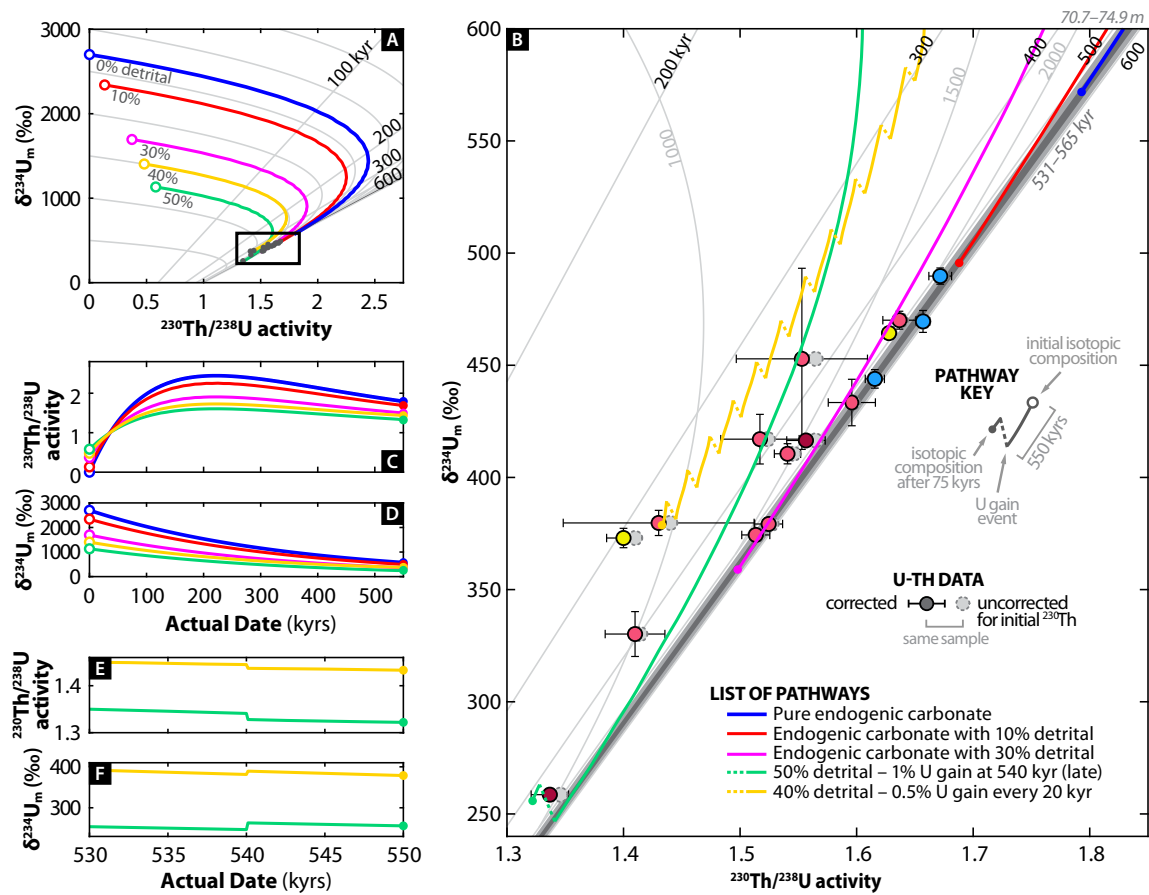 A
3000
2000
1000
0
δ²³⁴Uₘ (‰)
0% detrital
10%
30%
40%
50%
100 kyr
200
300
600
0
0.5
1
1.5
2
2.5
²³⁰Th/²³⁸U activity
C
2
1
0
²³⁰Th/²³⁸U
activity
D
3000
2000
1000
0
δ²³⁴Uₘ (‰)
0
100
200
300
400
500
Actual Date (kyrs)
E
1.4
1.3
²³⁰Th/²³⁸U
activity
F
400
300
δ²³⁴Uₘ (‰)
530
535
540
545
550
Actual Date (kyrs)
B
70.7–74.9 m
600
550
500
450
400
350
300
250
δ²³⁴Uₘ (‰)
200 kyr
300
400
500
600
1000
1500
2000
531–565 kyr
PATHWAY
KEY
initial isotopic
composition
550 kyrs
isotopic
composition
after 75 kyrs
U gain
event
U-TH DATA
corrected
uncorrected
for initial ²³⁰Th
same sample
LIST OF PATHWAYS
Pure endogenic carbonate
Endogenic carbonate with 10% detrital
Endogenic carbonate with 30% detrital
50% detrital – 1% U gain at 540 kyr (late)
40% detrital – 0.5% U gain every 20 kyr
1.3
1.4
1.5
1.6
1.7
1.8
²³⁰Th/²³⁸U activity